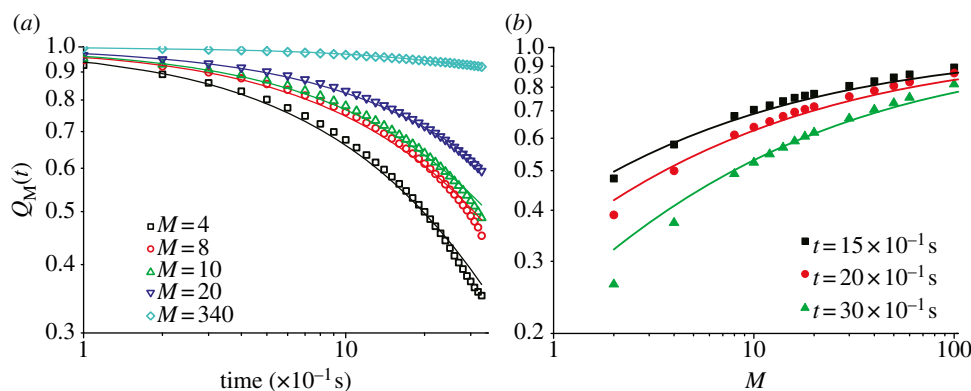 (a)
1.0
0.9
0.8
0.7
0.6
0.5
0.4
0.3
Q_M(t)
M = 4
M = 8
M = 10
M = 20
M = 340
1
10
time (×10⁻¹ s)
(b)
1.0
0.9
0.8
0.7
0.6
0.5
0.4
0.3
0.2
t = 15 × 10⁻¹ s
t = 20 × 10⁻¹ s
t = 30 × 10⁻¹ s
1
10
100
M